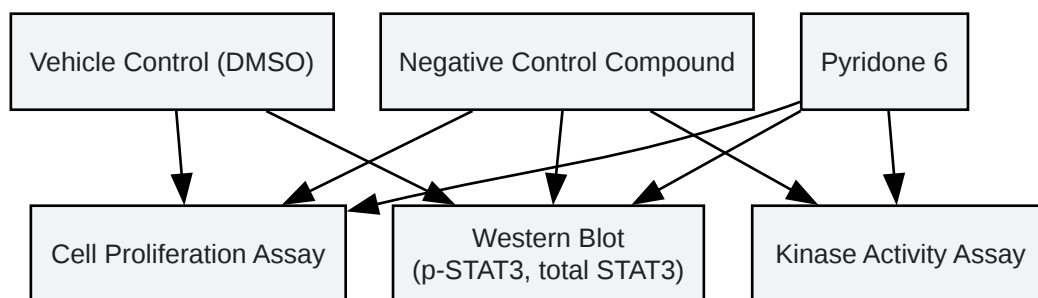 Vehicle Control (DMSO)
Negative Control Compound
Pyridone 6
Cell Proliferation Assay
Western Blot
(p-STAT3, total STAT3)
Kinase Activity Assay